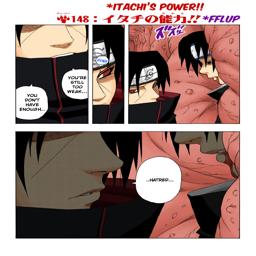 *ITACHI'S POWER!!
148:イタチの能力!! *FFLUP
YOU'RE
STILL
TOO
WEAK...
YOU
DON'T
HAVE
ENOUGH...
...HATRED...